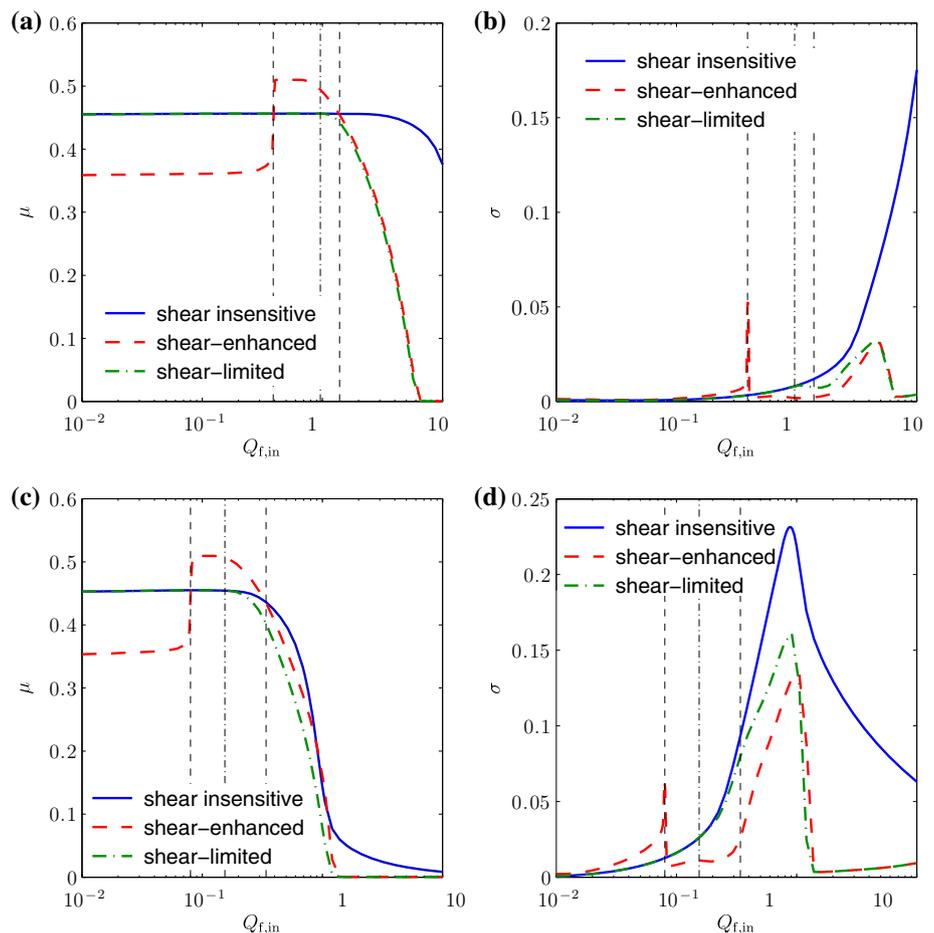 (a)
0.6
0.5
0.4
0.3
0.2
0.1
0
μ
shear insensitive
shear-enhanced
shear-limited
10⁻²
10⁻¹
1
10
Q_f,in
(b)
0.2
0.15
0.1
0.05
0
σ
shear insensitive
shear-enhanced
shear-limited
10⁻²
10⁻¹
1
10
Q_f,in
(c)
0.6
0.5
0.4
0.3
0.2
0.1
0
μ
shear insensitive
shear-enhanced
shear-limited
10⁻²
10⁻¹
1
10
Q_f,in
(d)
0.25
0.2
0.15
0.1
0.05
0
σ
shear insensitive
shear-enhanced
shear-limited
10⁻²
10⁻¹
1
10
Q_f,in